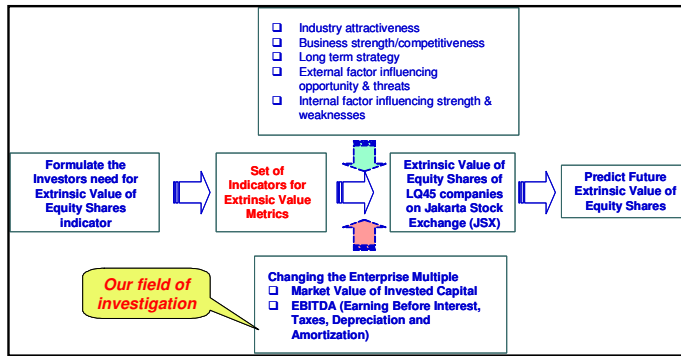 ❑ Industry attractiveness
❑ Business strength/competitiveness
❑ Long term strategy
❑ External factor influencing
opportunity & threats
❑ Internal factor influencing strength &
weaknesses
Formulate the
Investors need for
Extrinsic Value of
Equity Shares
indicator
Set of
Indicators for
Extrinsic Value
Metrics
Extrinsic Value of
Equity Shares of
LQ45 companies
on Jakarta Stock
Exchange (JSX)
Predict Future
Extrinsic Value of
Equity Shares
Our field of
investigation
Changing the Enterprise Multiple
❑ Market Value of Invested Capital
❑ EBITDA (Earning Before Interest,
Taxes, Depreciation and
Amortization)